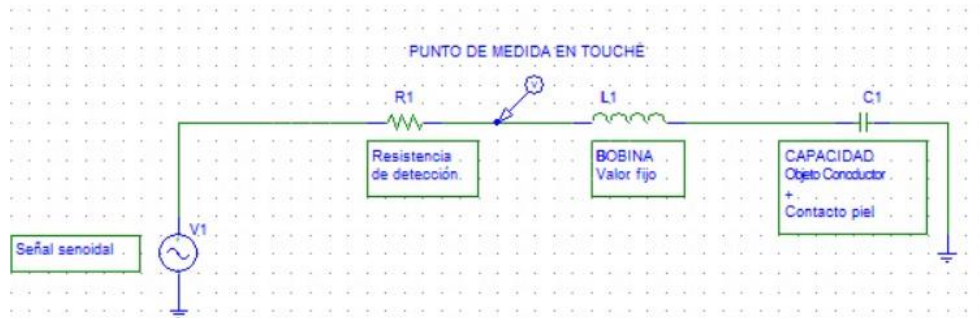 PUNTO DE MEDIDA EN TOUCHÉ
V
R1
L1
C1
Resistencia
de detección.
BOBINA
Valor fijo
CAPACIDAD
Objeto Conoductor
+
Contacto piel
V1
Señal senoidal